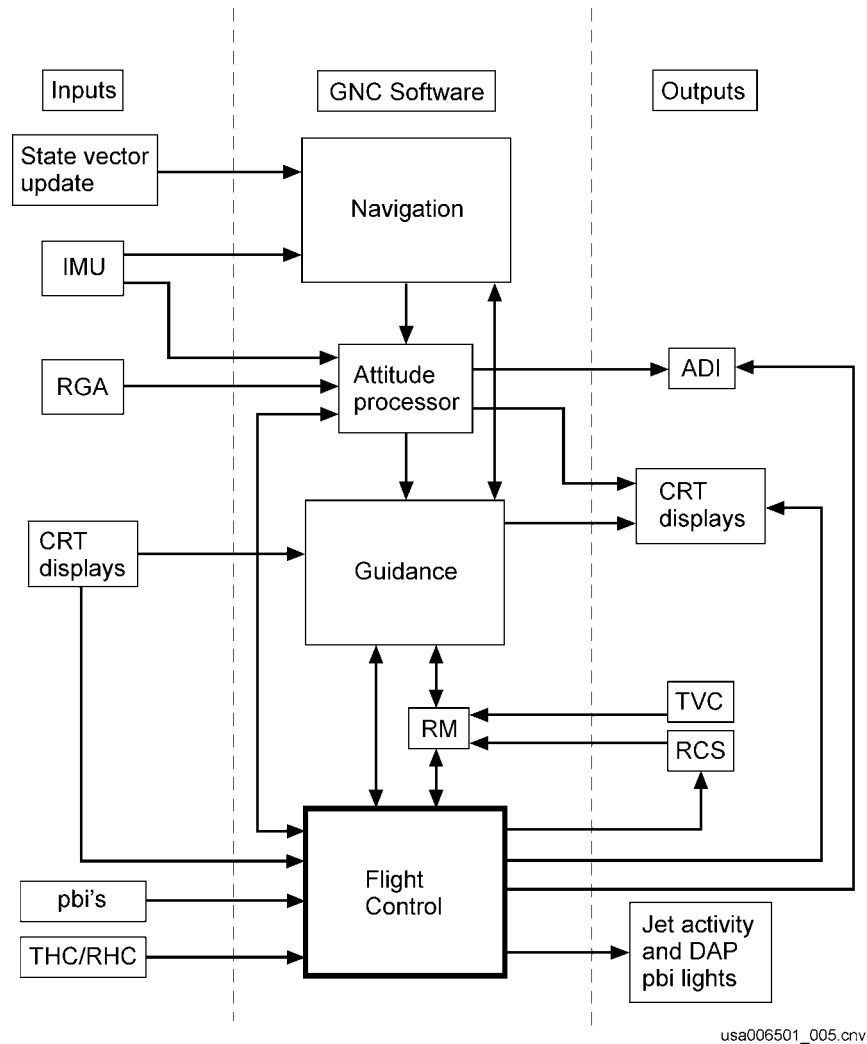 Inputs
GNC Software
Outputs
State vector
update
Navigation
IMU
RGA
Attitude
processor
ADI
CRT
displays
CRT
displays
Guidance
TVC
RM
RCS
Flight
Control
pbi's
THC/RHC
Jet activity
and DAP
pbi lights
usa006501_005.cnv